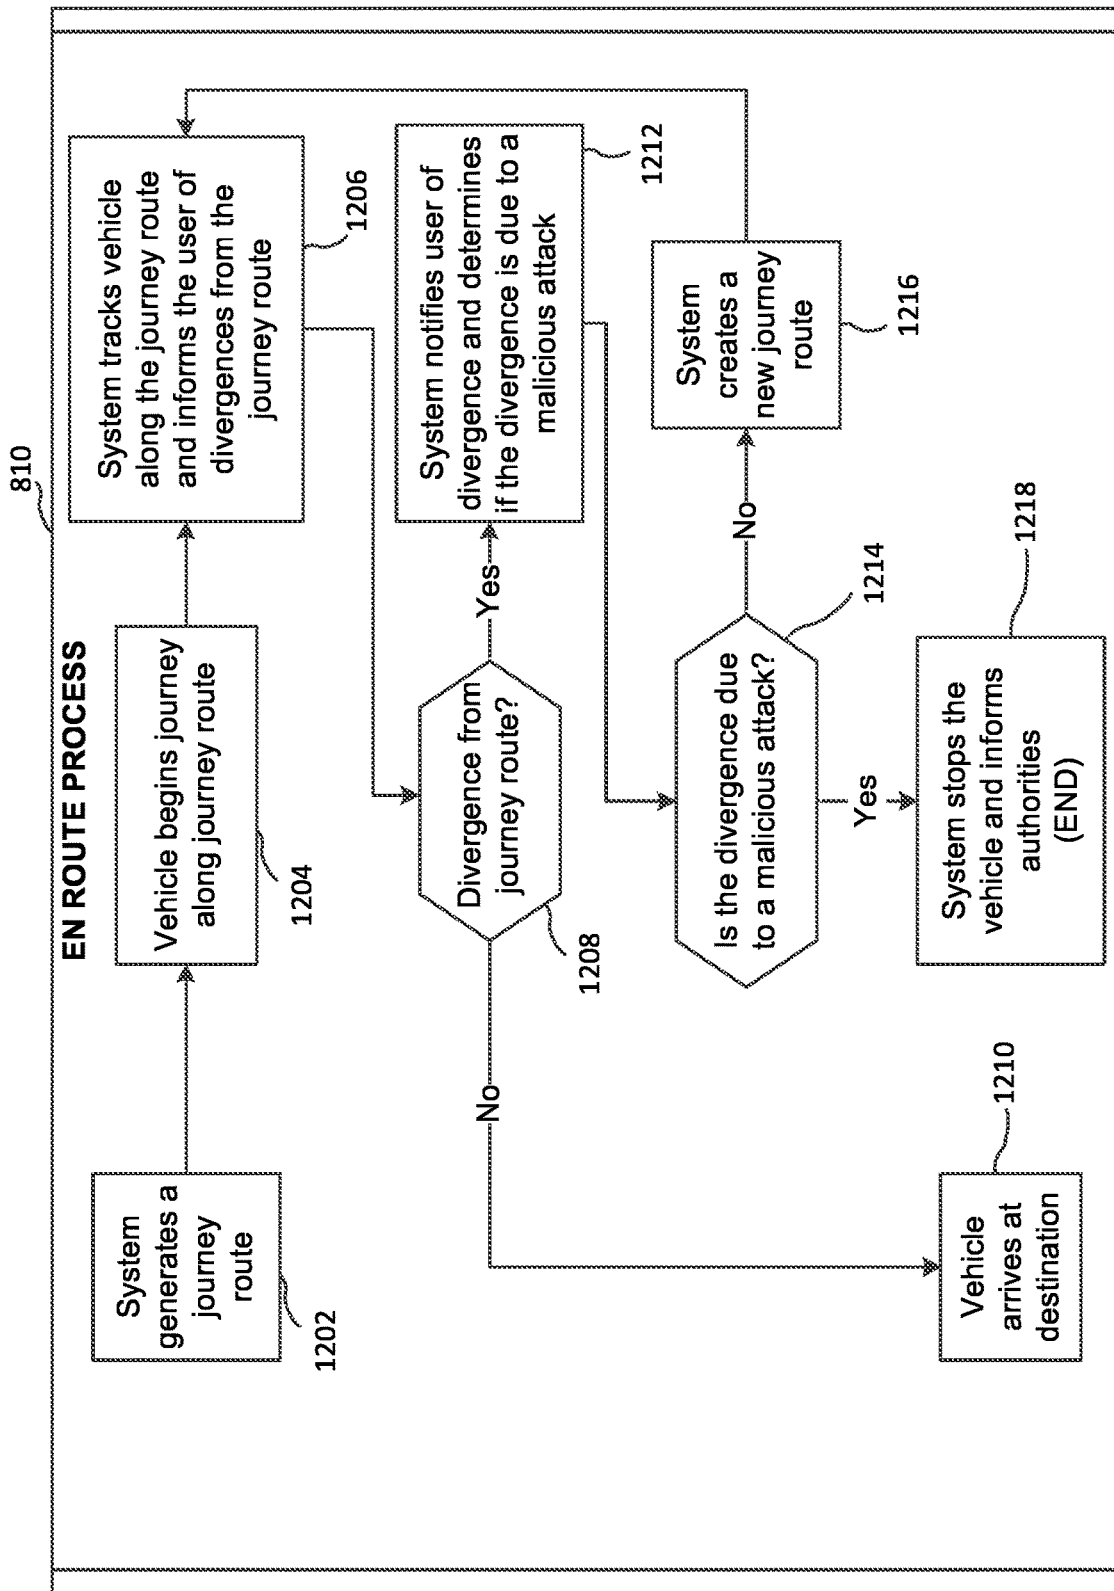 810
EN ROUTE PROCESS
System
generates a
journey
route
1202
Vehicle begins journey
along journey route
1204
System tracks vehicle
along the journey route
and informs the user of
divergences from the
journey route
1206
Divergence from
journey route?
1208
Yes
No
System notifies user of
divergence and determines
if the divergence is due to a
malicious attack
1212
Is the divergence due
to a malicious attack?
1214
No
Yes
System
creates a
new journey
route
1216
Vehicle
arrives at
destination
1210
System stops the
vehicle and informs
authorities
(END)
1218